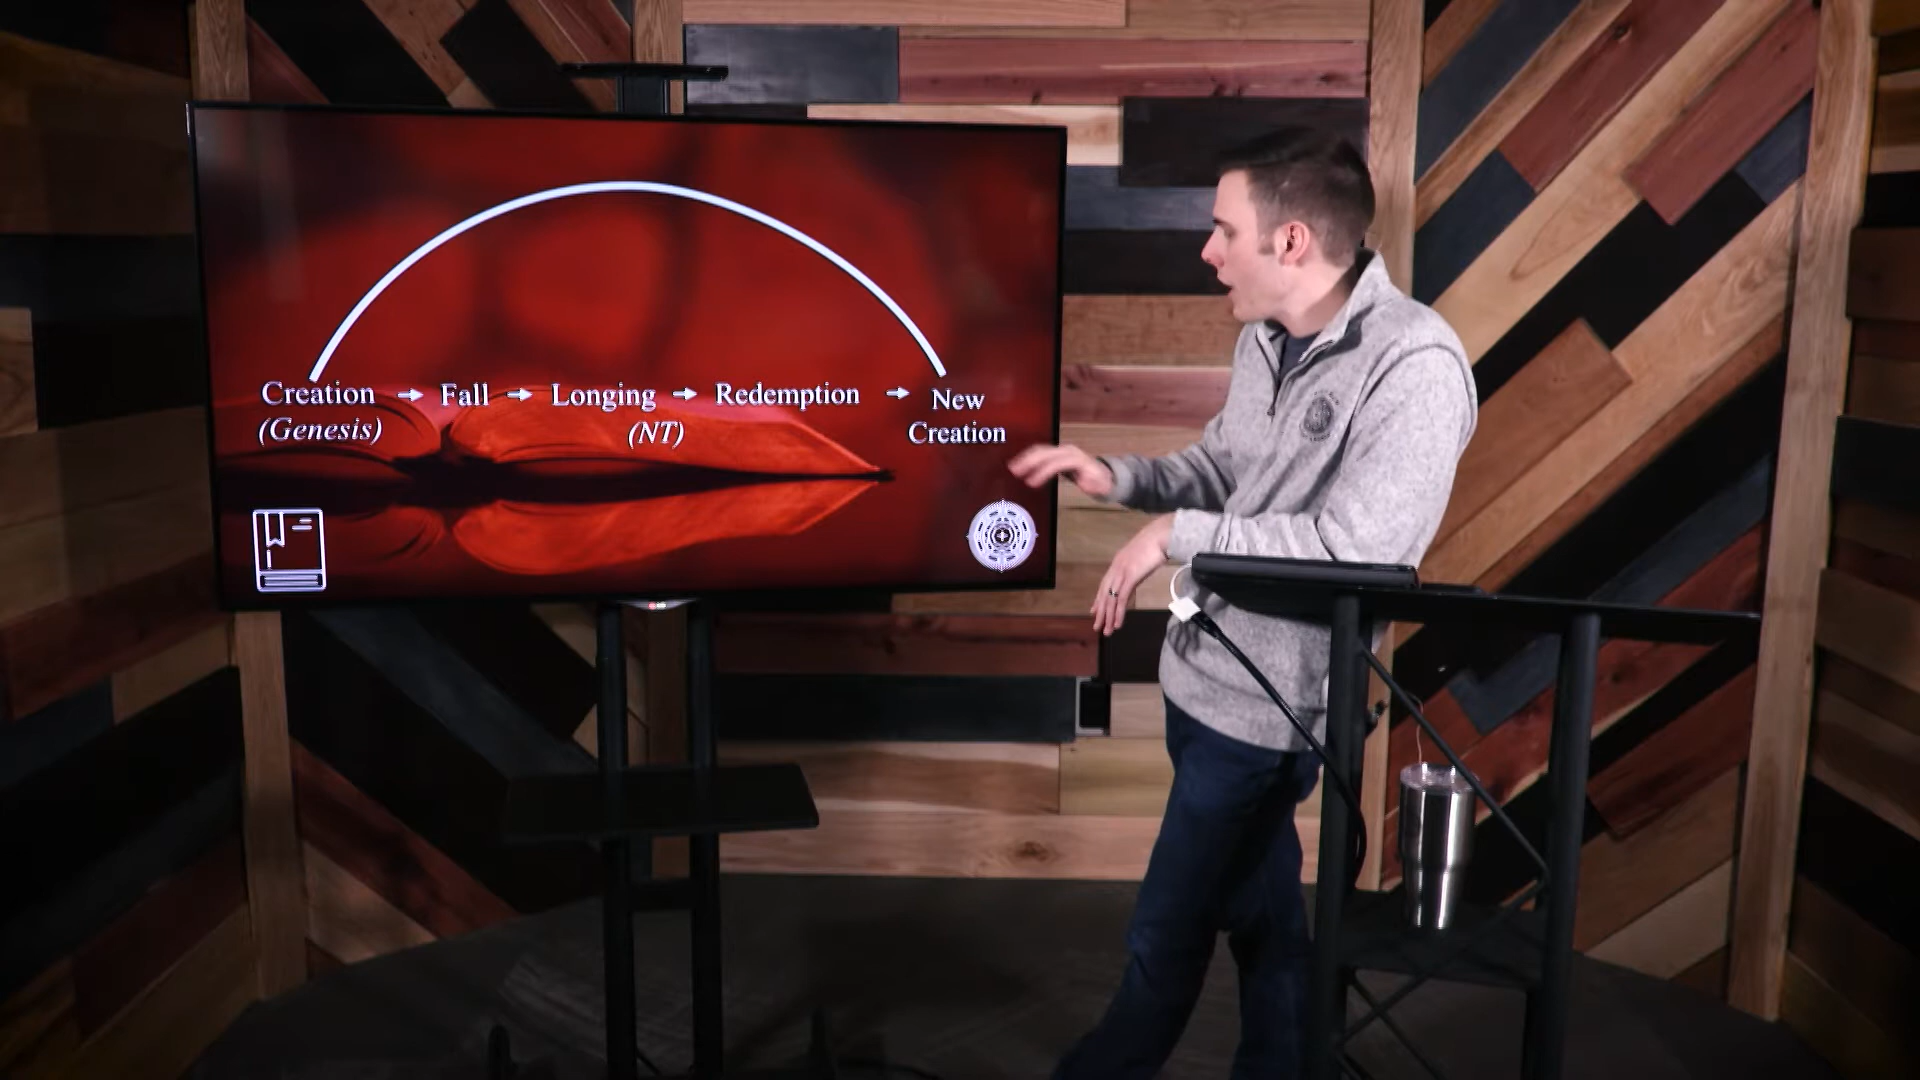 Creation → Fall → Longing → Redemption → New Creation
(Genesis) (NT)